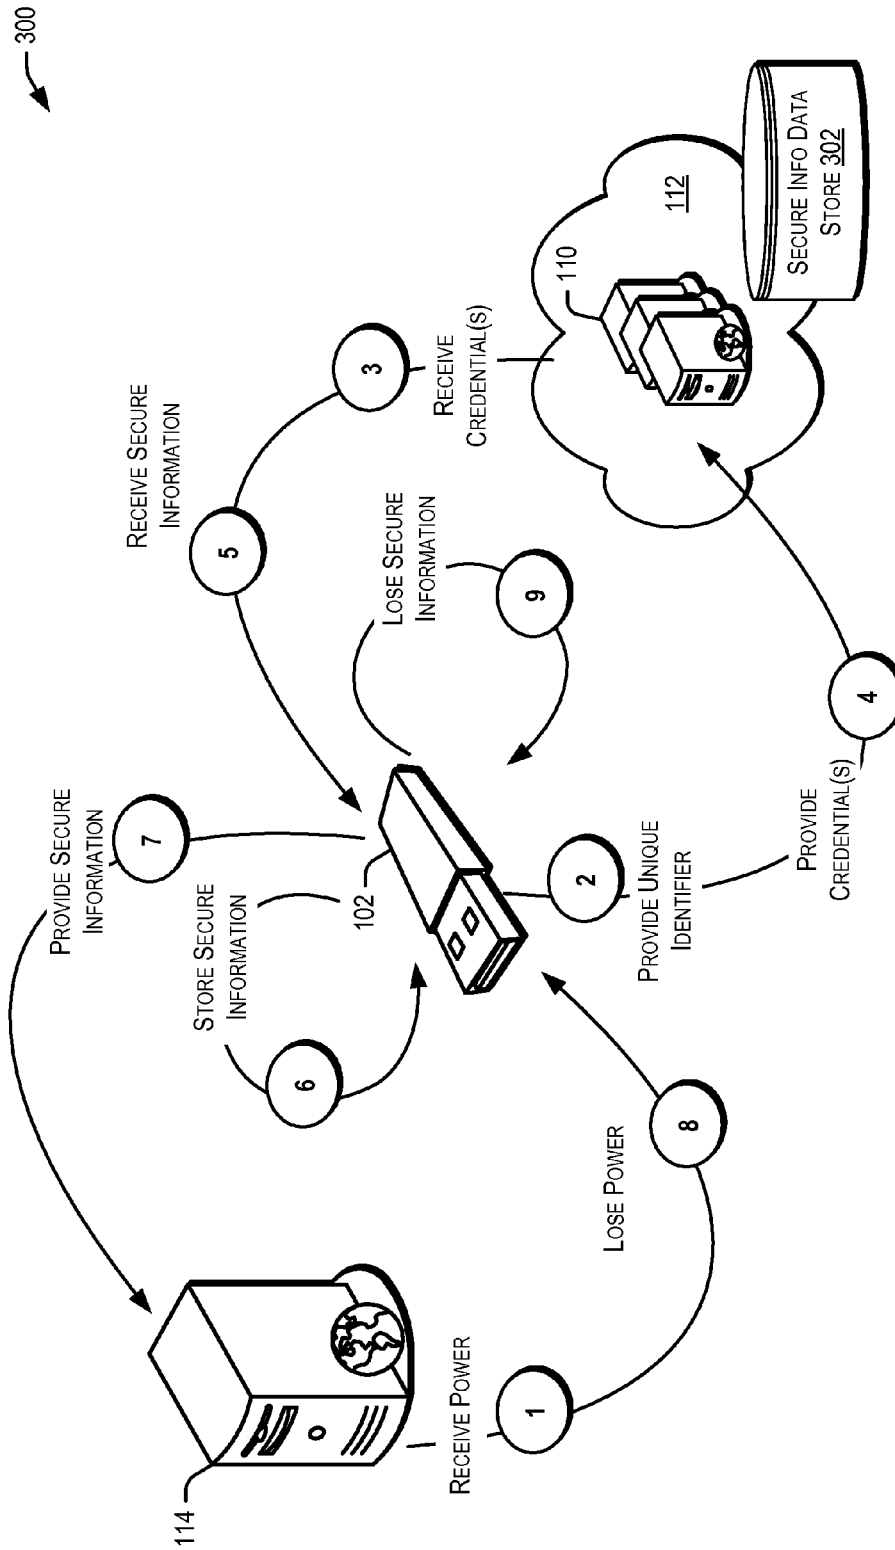 300
PROVIDE SECURE
INFORMATION
7
RECEIVE SECURE
INFORMATION
5
3
RECEIVE
CREDENTIAL(S)
STORE SECURE
INFORMATION
6
LOSE SECURE
INFORMATION
9
102
114
RECEIVE POWER
1
LOSE POWER
8
2
PROVIDE UNIQUE
IDENTIFIER
PROVIDE
CREDENTIAL(S)
4
110
112
SECURE INFO DATA
STORE 302